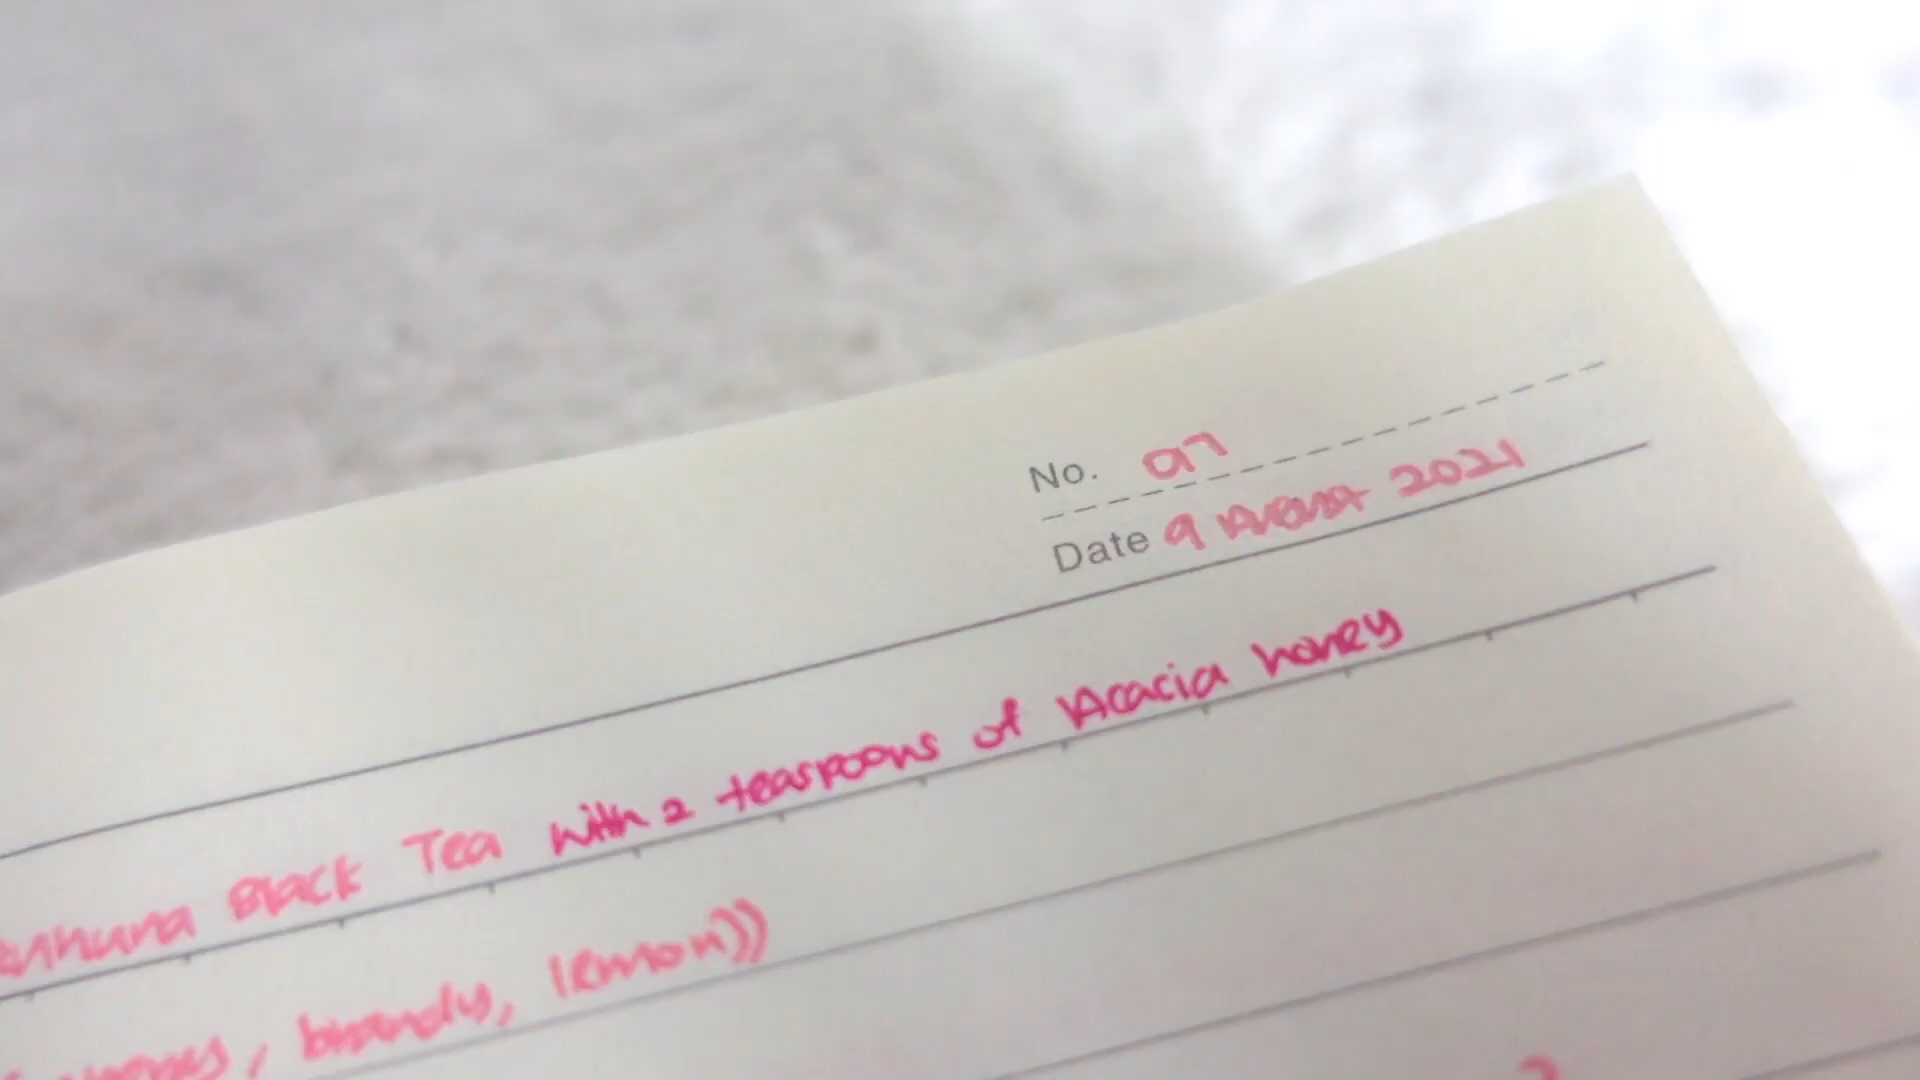 No. 07
Date 9 August 2021
Black Tea with 2 teaspoons of Acacia honey
brandy, lemon))